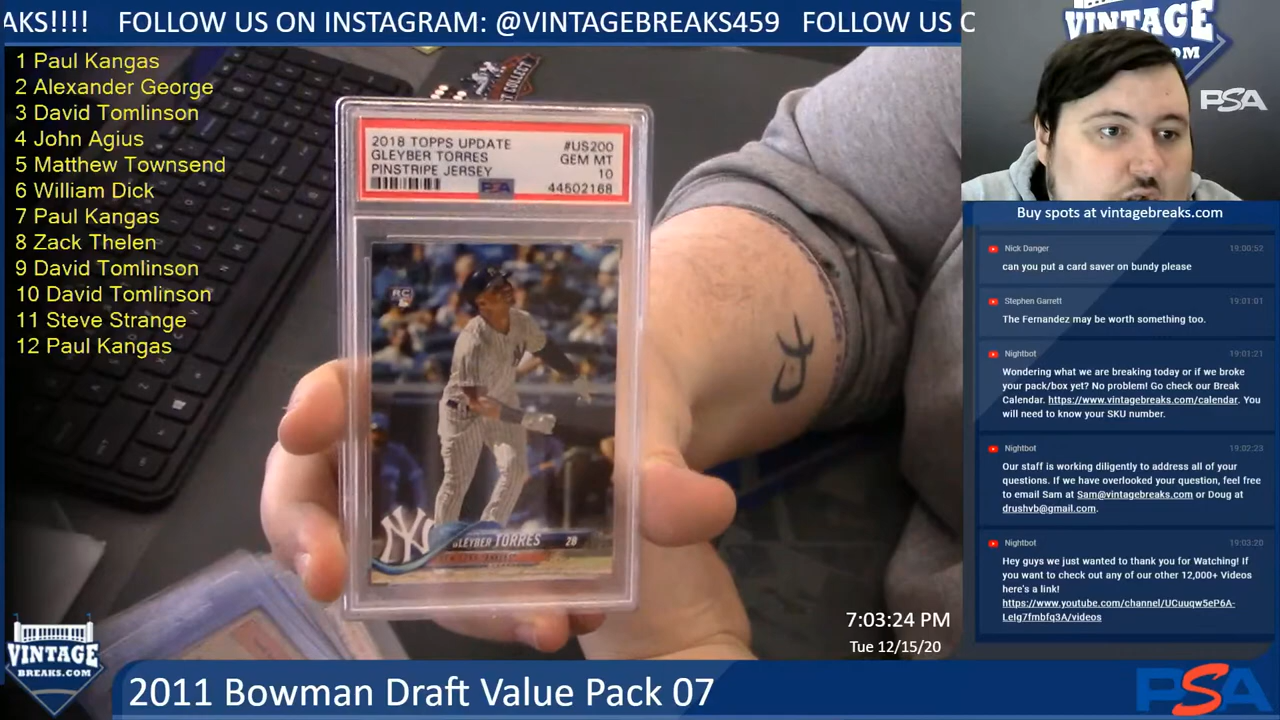 AKS!!!! FOLLOW US ON INSTAGRAM: @VINTAGEBREAKS459 FOLLOW US
1 Paul Kangas
2 Alexander George
3 David Tomlinson
4 John Agius
5 Matthew Townsend
6 William Dick
7 Paul Kangas
8 Zack Thelen
9 David Tomlinson
10 David Tomlinson
11 Steve Strange
12 Paul Kangas
2018 TOPPS UPDATE #US200
GLEYBER TORRES GEM MT
PINSTRIPE JERSEY 10
PSA 44502168
RC
NY
GLEYBER TORRES 28
7:03:24 PM
Tue 12/15/20
VINTAGE
BREAKS.COM
2011 Bowman Draft Value Pack 07
PSA
VINTAGE
PSA
Buy spots at vintagebreaks.com
Nick Danger 19:00:52
can you put a card saver on bundy please
Stephen Garrett 19:01:01
The Fernandez may be worth something too.
Nightbot 19:01:21
Wondering what we are breaking today or if we broke
your pack/box yet? No problem! Go check our Break
Calendar. https://www.vintagebreaks.com/calendar. You
will need to know your SKU number.
Nightbot 19:02:23
Our staff is working diligently to address all of your
questions. If we have overlooked your question, feel free
to email Sam at Sam@vintagebreaks.com or Doug at
drushvb@gmail.com.
Nightbot 19:03:20
Hey guys we just wanted to thank you for Watching! If
you want to check out any of our other 12,000+ Videos
here's a link!
https://www.youtube.com/channel/UCuuqw5eP6A-
LeIg7fmbfq3A/videos